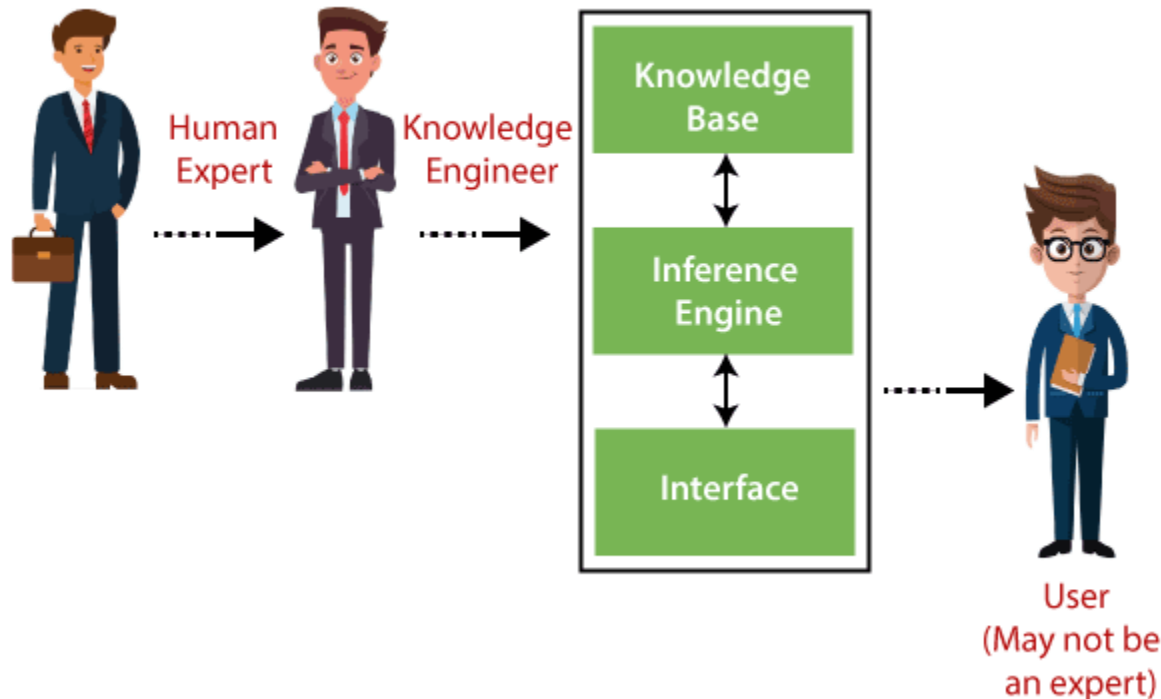 Human
Expert
Knowledge
Engineer
Knowledge
Base
Inference
Engine
Interface
User
(May not be
an expert)